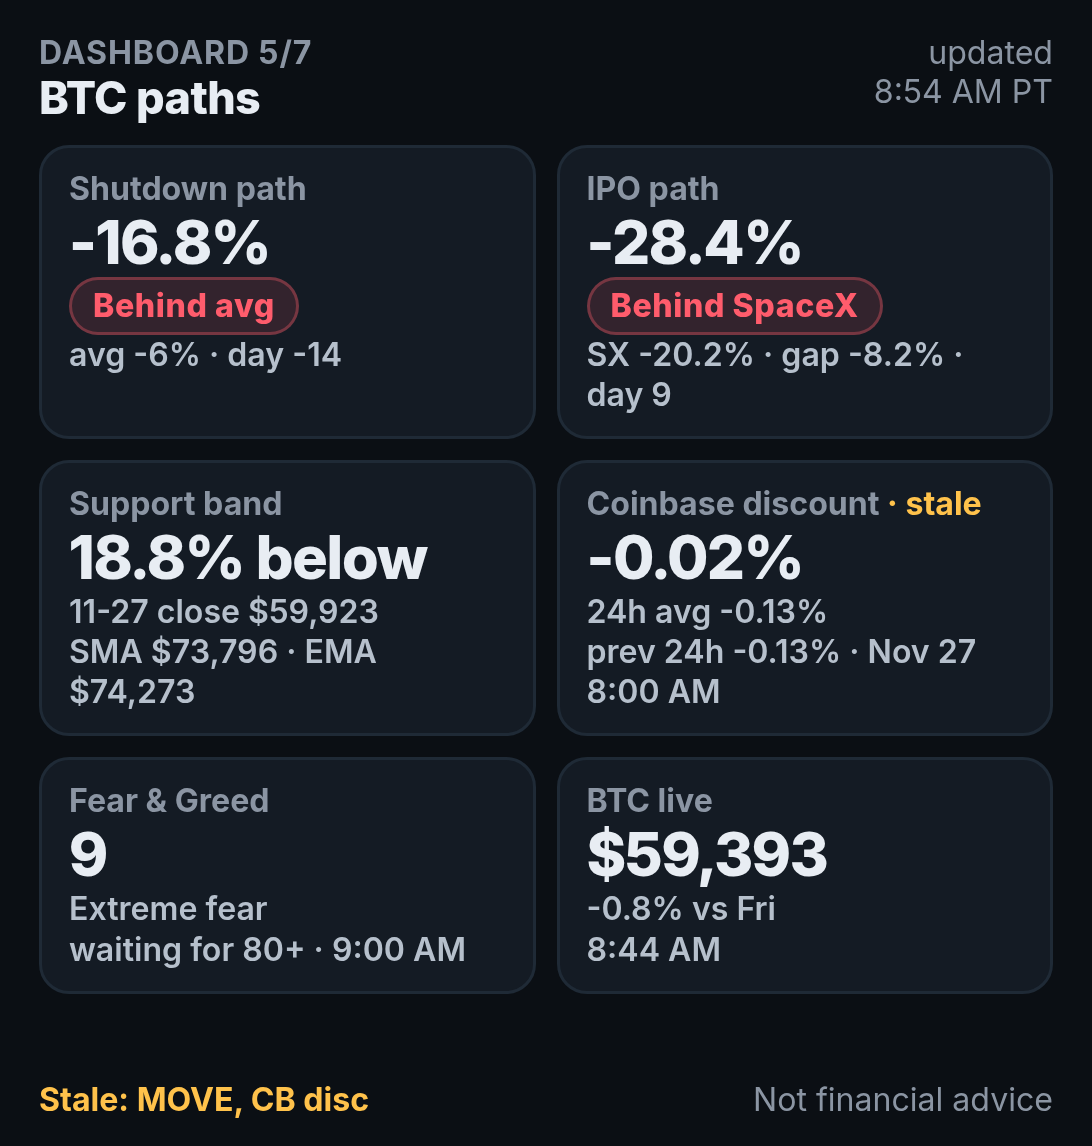 DASHBOARD 5/7
BTC paths
updated
8:54 AM PT
Shutdown path
-16.8%
Behind avg
avg -6% · day -14
IPO path
-28.4%
Behind SpaceX
SX -20.2% · gap -8.2% ·
day 9
Support band
18.8% below
11-27 close $59,923
SMA $73,796 · EMA
$74,273
Coinbase discount · stale
-0.02%
24h avg -0.13%
prev 24h -0.13% · Nov 27
8:00 AM
Fear & Greed
9
Extreme fear
waiting for 80+ · 9:00 AM
BTC live
$59,393
-0.8% vs Fri
8:44 AM
Stale: MOVE, CB disc
Not financial advice